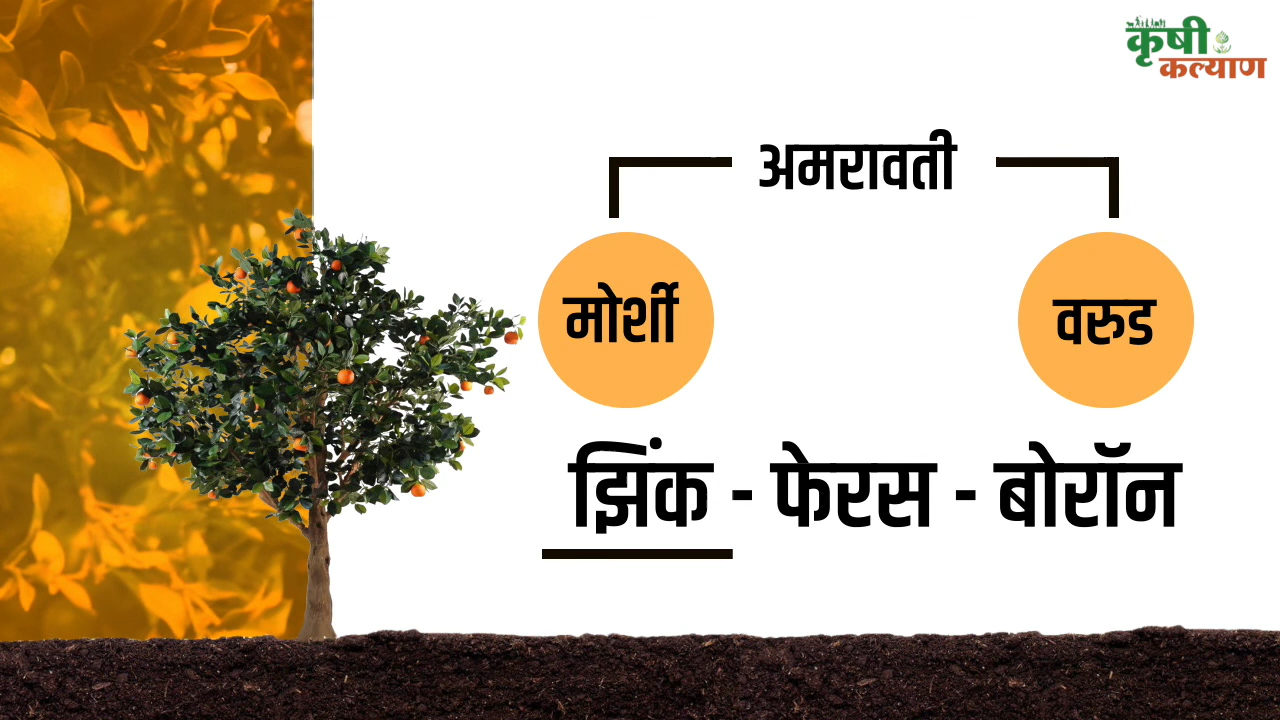 कृषी
कल्याण
अमरावती
मोर्शी
वरुड
झिंक - फेरस - बोरॉन